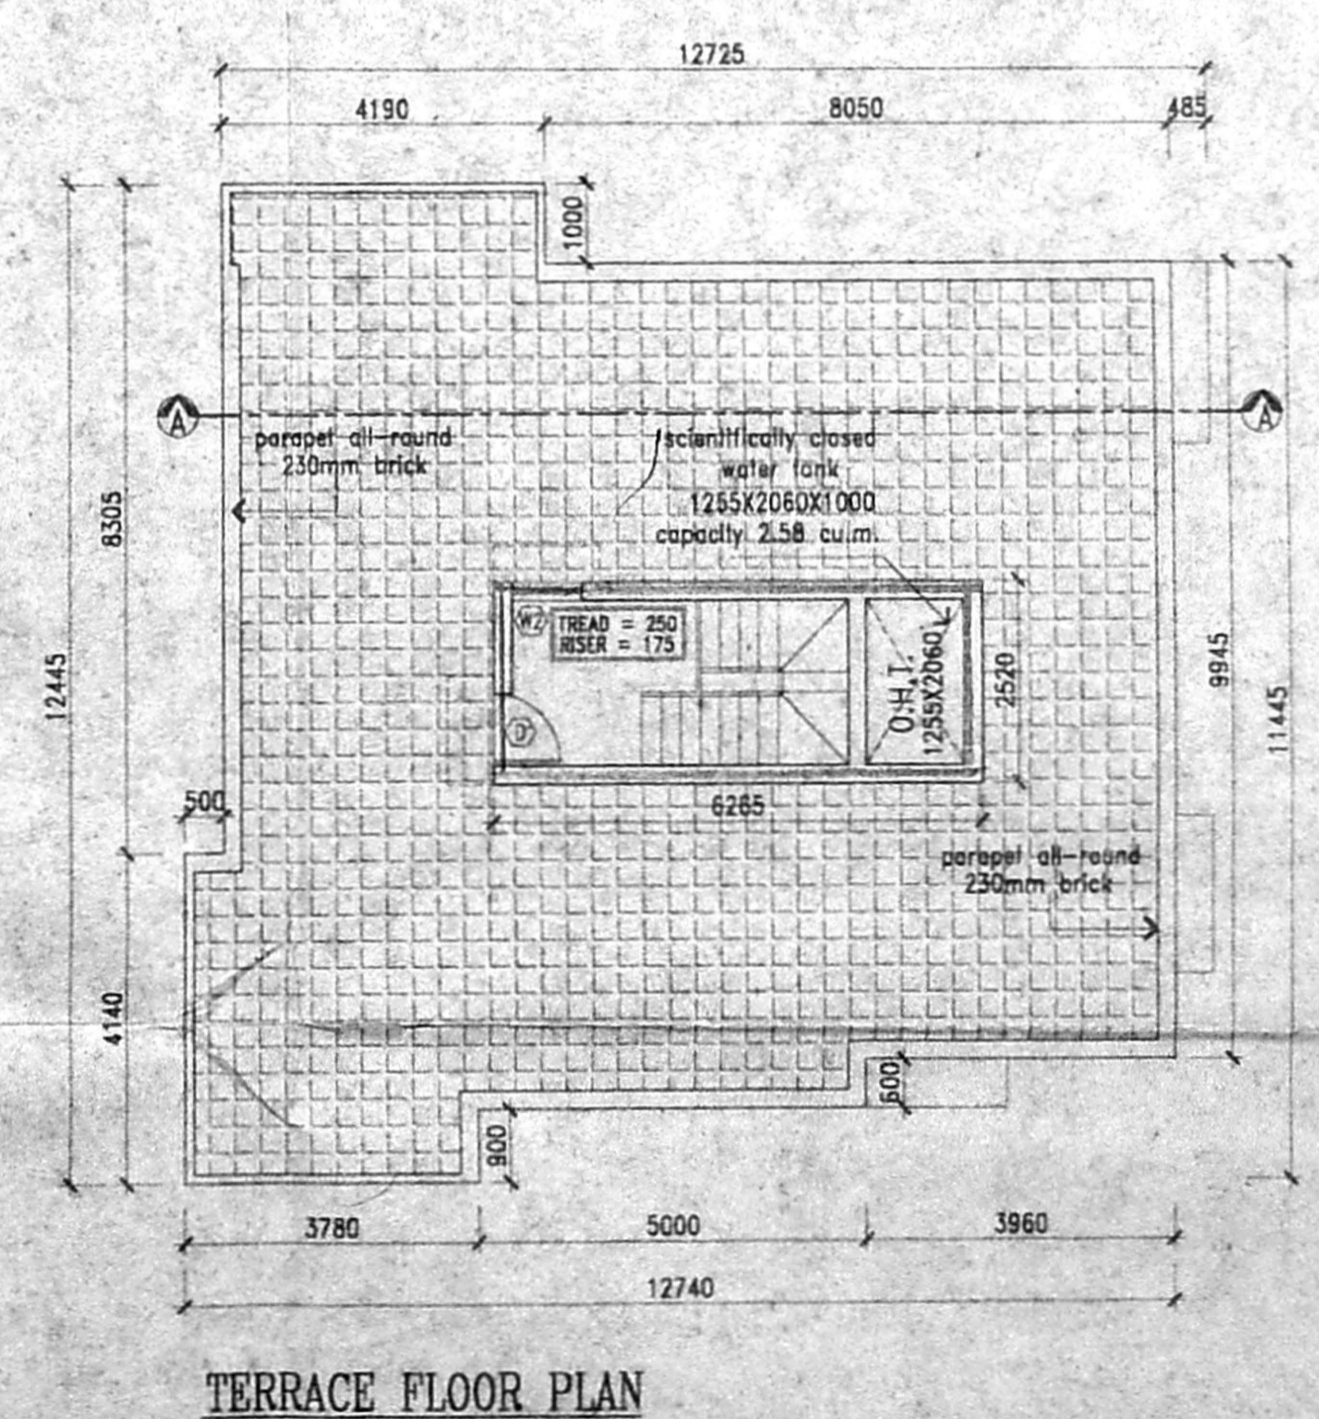 12725
4190
8050
485
1000
A
A
parapet all-round
230mm brick
scientifically closed
water tank
1255X2060X1000
capacity 2.58 cu.m.
8305
12445
W2
TREAD = 250
RISER = 175
O.H.T.
1255X2060
2520
9945
11445
D'
500
6265
parapet all-round
230mm brick
4140
600
900
3780
5000
3960
12740
TERRACE FLOOR PLAN